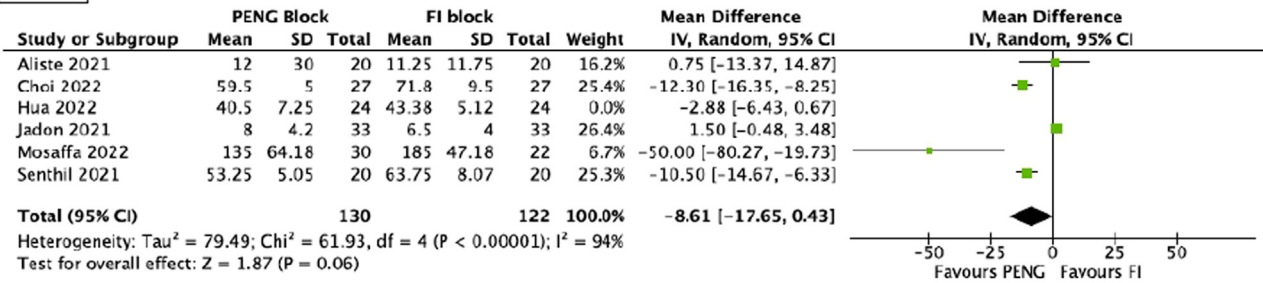 PENG Block FI block Mean Difference Mean Difference
Study or Subgroup Mean SD Total Mean SD Total Weight IV, Random, 95% CI IV, Random, 95% CI
Aliste 2021 12 30 20 11.25 11.75 20 16.2% 0.75 [-13.37, 14.87]
Choi 2022 59.5 5 27 71.8 9.5 27 25.4% -12.30 [-16.35, -8.25]
Hua 2022 40.5 7.25 24 43.38 5.12 24 0.0% -2.88 [-6.43, 0.67]
Jadon 2021 8 4.2 33 6.5 4 33 26.4% 1.50 [-0.48, 3.48]
Mosaffa 2022 135 64.18 30 185 47.18 22 6.7% -50.00 [-80.27, -19.73]
Senthil 2021 53.25 5.05 20 63.75 8.07 20 25.3% -10.50 [-14.67, -6.33]
Total (95% CI) 130 122 100.0% -8.61 [-17.65, 0.43]
Heterogeneity: Tau² = 79.49; Chi² = 61.93, df = 4 (P < 0.00001); I² = 94%
Test for overall effect: Z = 1.87 (P = 0.06)
-50 -25 0 25 50
Favours PENG Favours FI